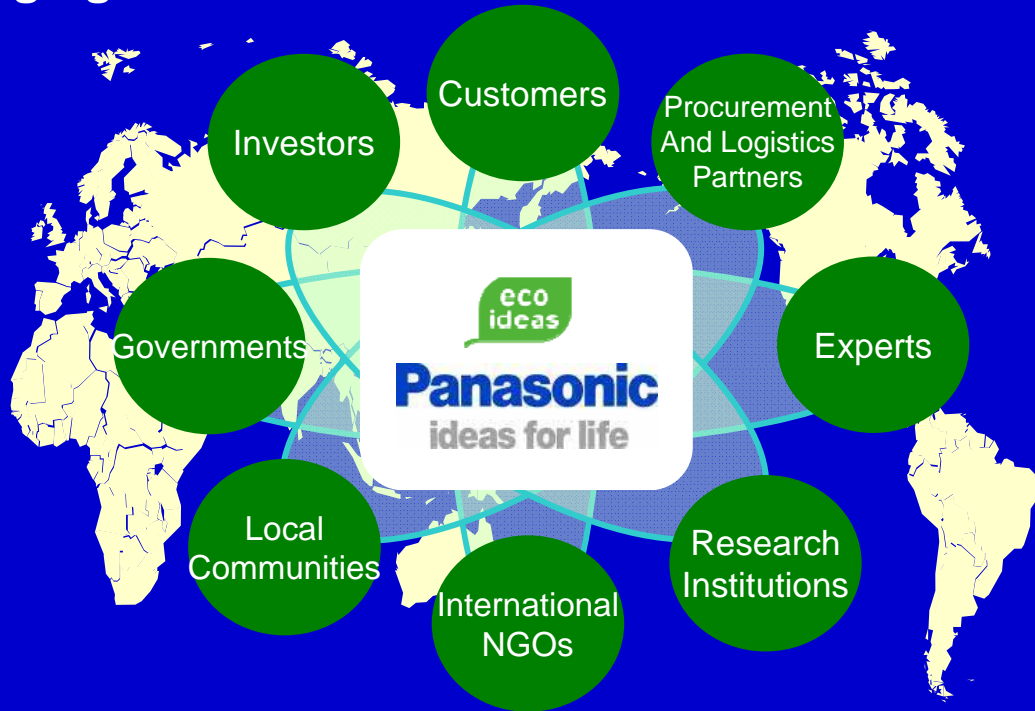 Customers
Investors
Procurement
And Logistics
Partners
Governments
eco
ideas
Panasonic
ideas for life
Experts
Local
Communities
International
NGOs
Research
Institutions